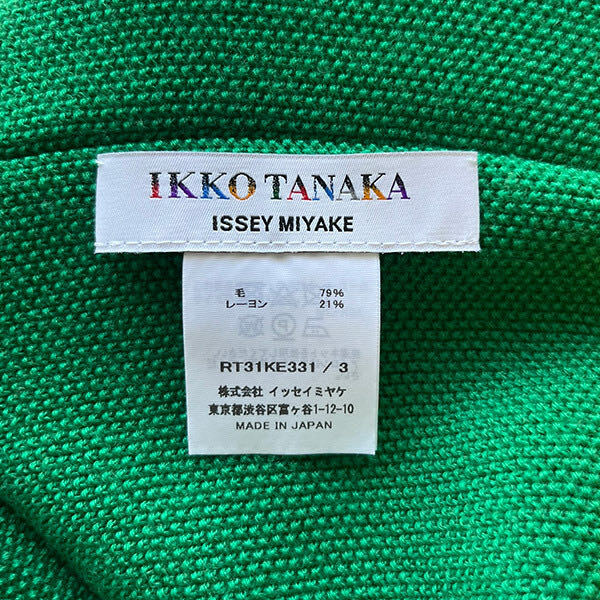 IKKO TANAKA
ISSEY MIYAKE
毛 79%
レーヨン 21%
RT31KE331 / 3
株式会社 イッセイミヤケ
東京都渋谷区富ヶ谷1-12-10
MADE IN JAPAN